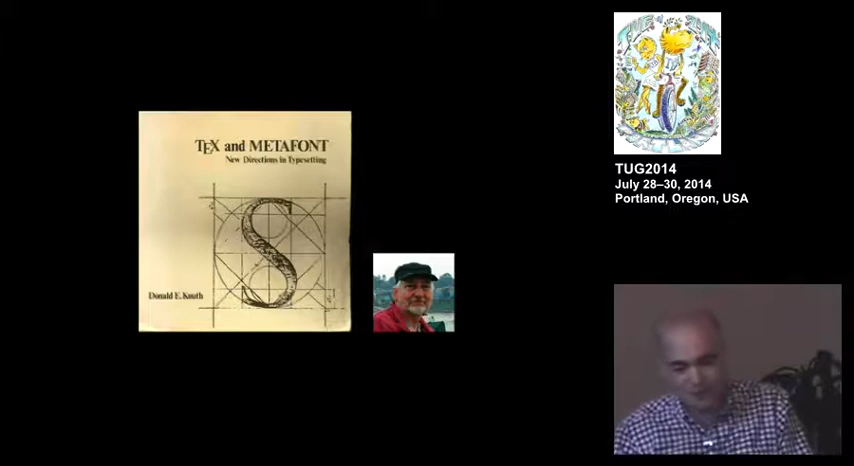 TEX and METAFONT
New Directions in Typesetting
Donald E. Knuth
TUG2014
July 28–30, 2014
Portland, Oregon, USA